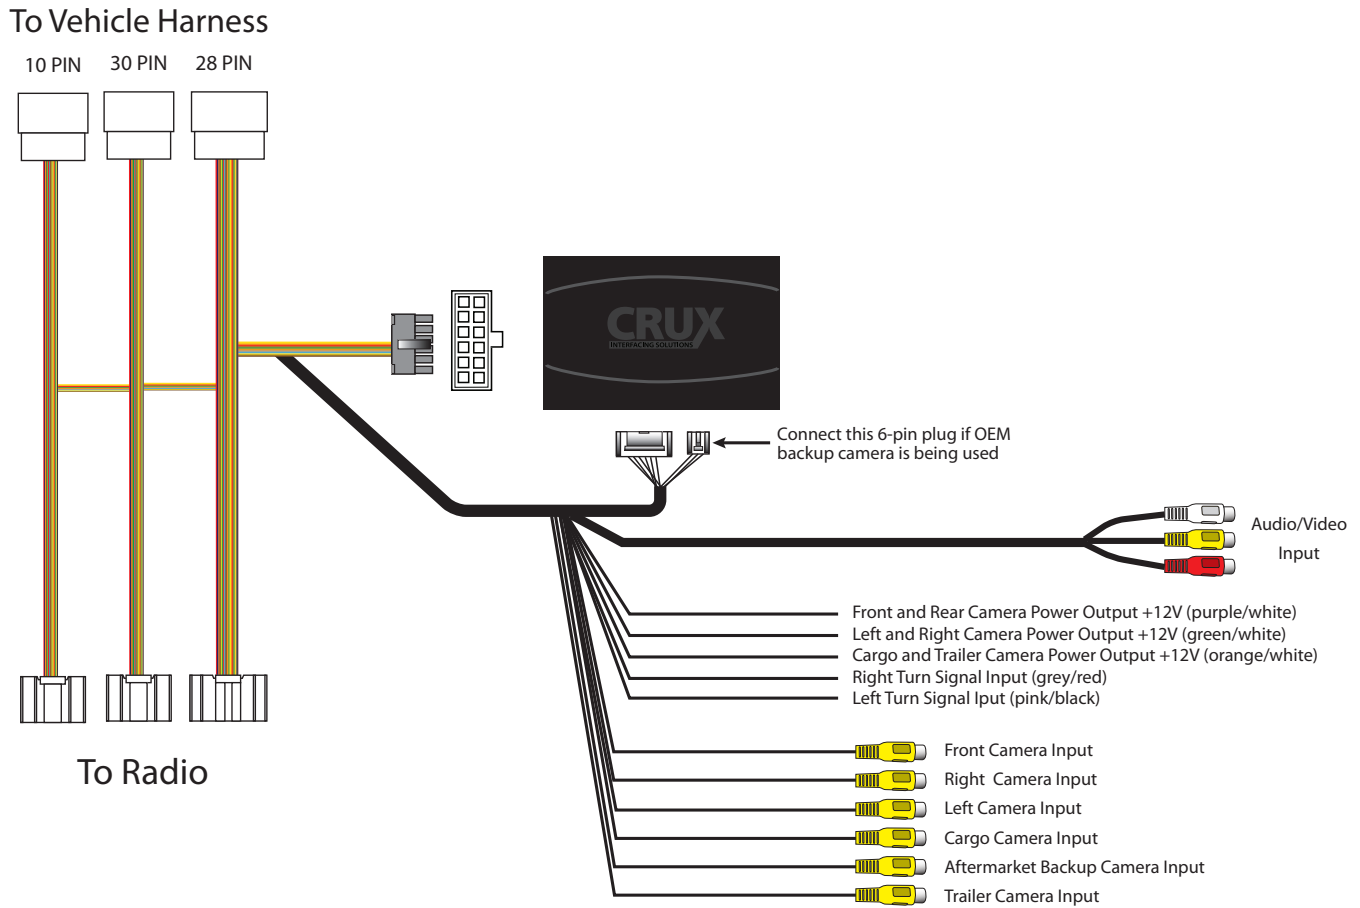 To Vehicle Harness
10 PIN
30 PIN
28 PIN
CRUX
INTERFACING SOLUTIONS
Connect this 6-pin plug if OEM
backup camera is being used
Audio/Video
Input
Front and Rear Camera Power Output +12V (purple/white)
Left and Right Camera Power Output +12V (green/white)
Cargo and Trailer Camera Power Output +12V (orange/white)
Right Turn Signal Input (grey/red)
Left Turn Signal Iput (pink/black)
To Radio
Front Camera Input
Right Camera Input
Left Camera Input
Cargo Camera Input
Aftermarket Backup Camera Input
Trailer Camera Input